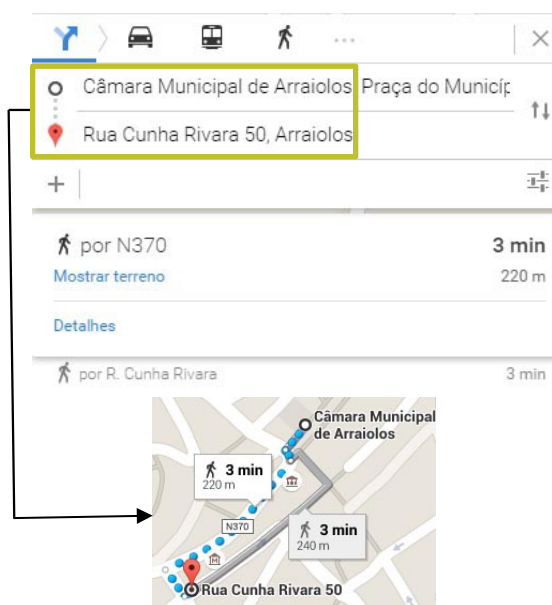 Câmara Municipal de Arraiolos, Praça do Municíp
Rua Cunha Rivara 50, Arraiolos
por N370 3 min
Mostrar terreno 220 m
Detalhes
por R. Cunha Rivara 3 min
Câmara Municipal
de Arraiolos
3 min
220 m
N370
3 min
240 m
Rua Cunha Rivara 50